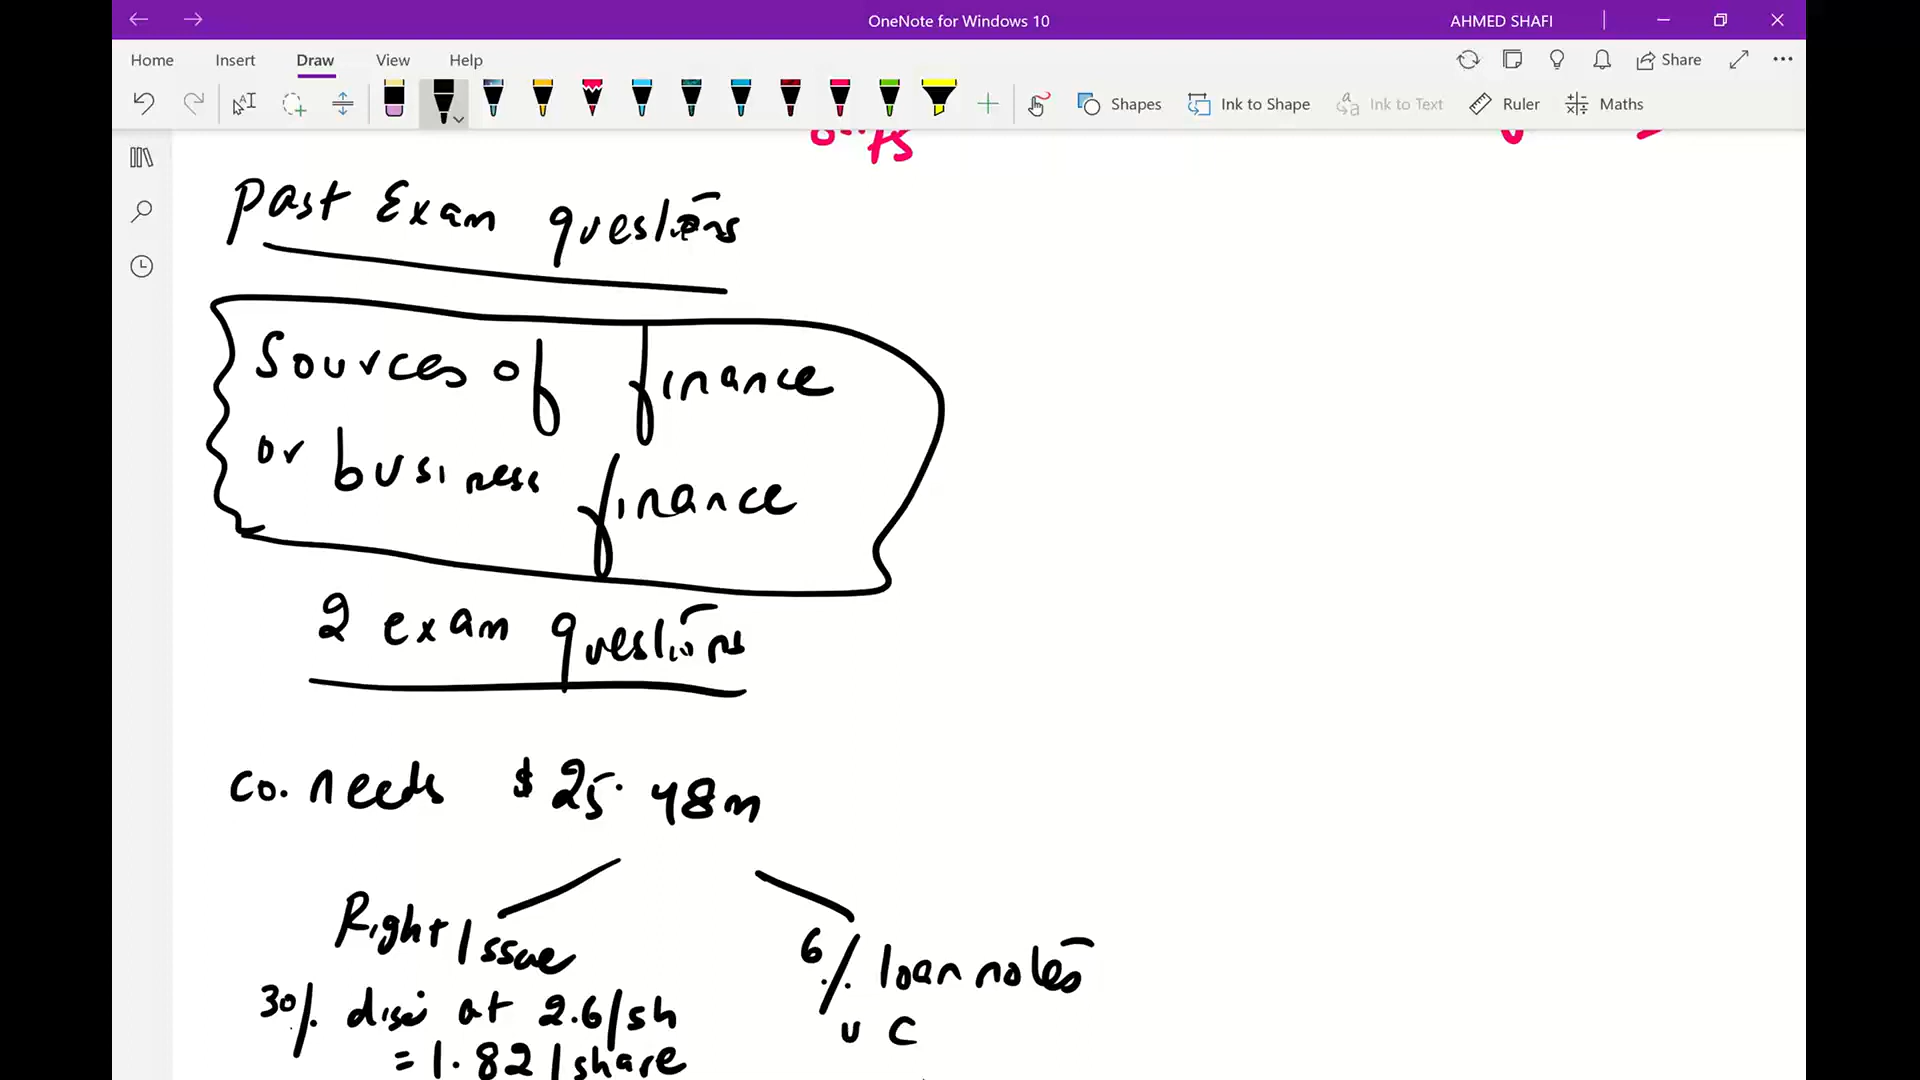 OneNote for Windows 10
AHMED SHAFI
Home Insert Draw View Help
Share
Shapes Ink to Shape Ink to Text Ruler Maths
Past Exam questions
Sources of finance
or business finance
2 exam questions
co. needs $ 25.48m
Right Issue
6% loan notes
30% disc at 2.6/sh
U C
= 1.82/share